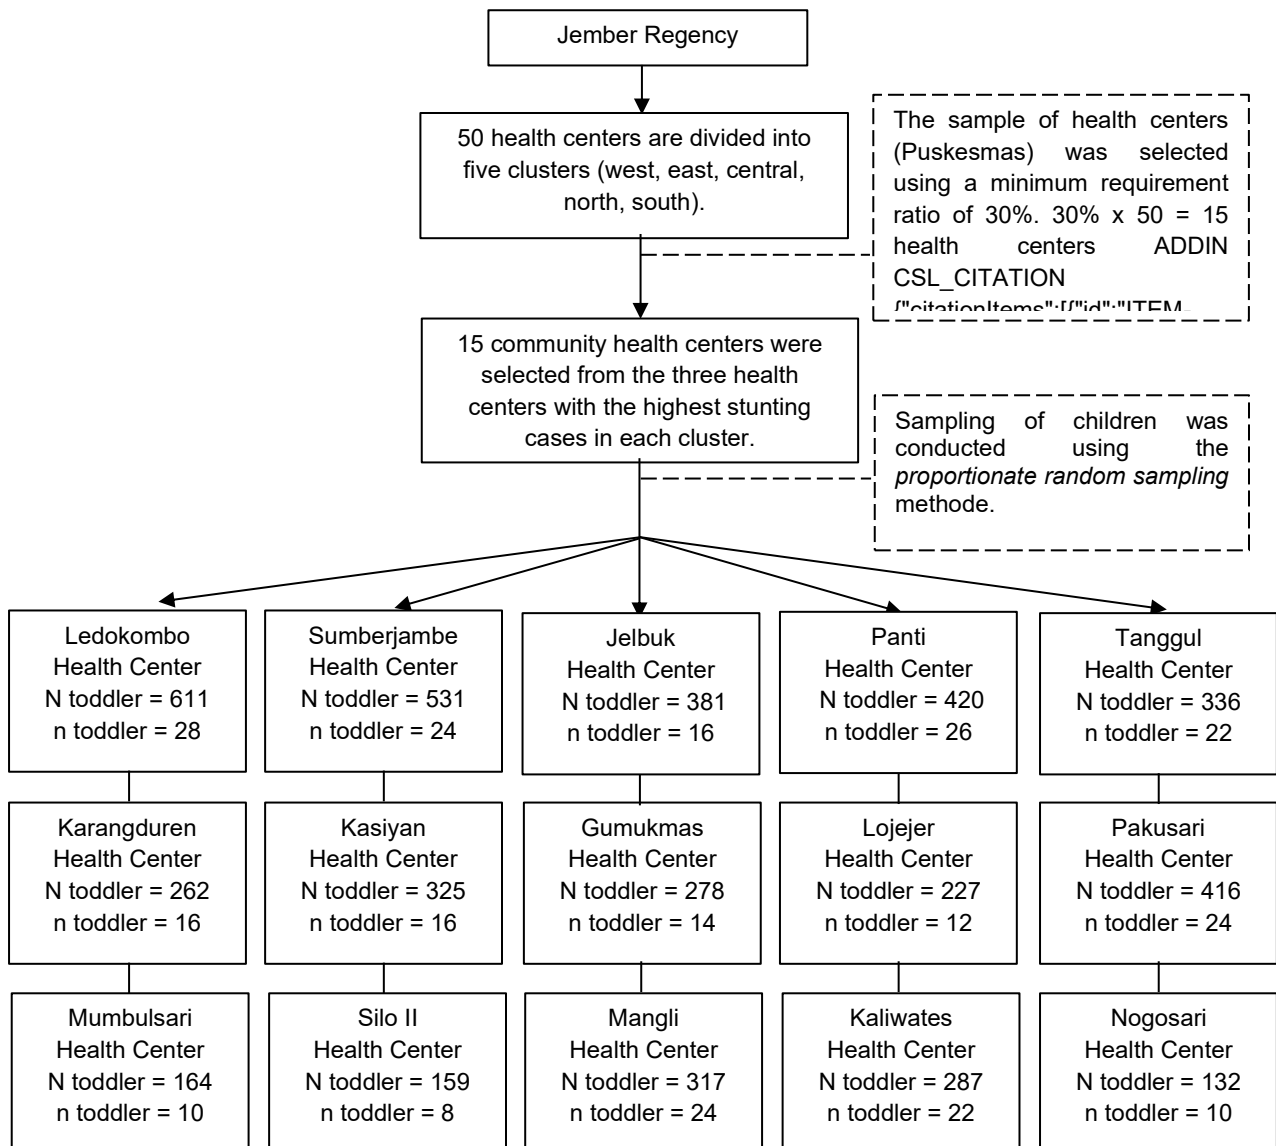 Jember Regency
50 health centers are divided into
five clusters (west, east, central,
north, south).
The sample of health centers
(Puskesmas) was selected
using a minimum requirement
ratio of 30%. 30% x 50 = 15
health centers ADDIN
CSL_CITATION
{"citationItems":[{"id":"ITEM-
15 community health centers were
selected from the three health
centers with the highest stunting
cases in each cluster.
Sampling of children was
conducted using the
proportionate random sampling
methode.
Ledokombo
Health Center
N toddler = 611
n toddler = 28
Sumberjambe
Health Center
N toddler = 531
n toddler = 24
Jelbuk
Health Center
N toddler = 381
n toddler = 16
Panti
Health Center
N toddler = 420
n toddler = 26
Tanggul
Health Center
N toddler = 336
n toddler = 22
Karangduren
Health Center
N toddler = 262
n toddler = 16
Kasiyan
Health Center
N toddler = 325
n toddler = 16
Gumukmas
Health Center
N toddler = 278
n toddler = 14
Lojejer
Health Center
N toddler = 227
n toddler = 12
Pakusari
Health Center
N toddler = 416
n toddler = 24
Mumbulsari
Health Center
N toddler = 164
n toddler = 10
Silo II
Health Center
N toddler = 159
n toddler = 8
Mangli
Health Center
N toddler = 317
n toddler = 24
Kaliwates
Health Center
N toddler = 287
n toddler = 22
Nogosari
Health Center
N toddler = 132
n toddler = 10